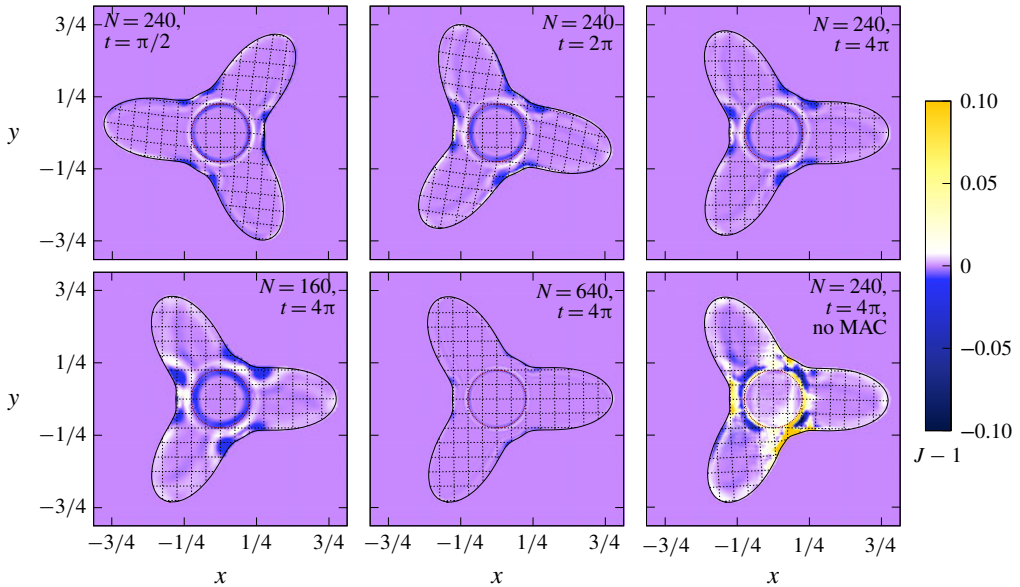 N = 240,
t = π/2
N = 240
t = 2π
N = 240,
t = 4π
3/4
1/4
−1/4
−3/4
y
N = 160,
t = 4π
N = 640,
t = 4π
N = 240,
t = 4π,
no MAC
3/4
1/4
−1/4
−3/4
y
−3/4 −1/4 1/4 3/4
−3/4 −1/4 1/4 3/4
−3/4 −1/4 1/4 3/4
x
x
x
0.10
0.05
0
−0.05
−0.10
J − 1